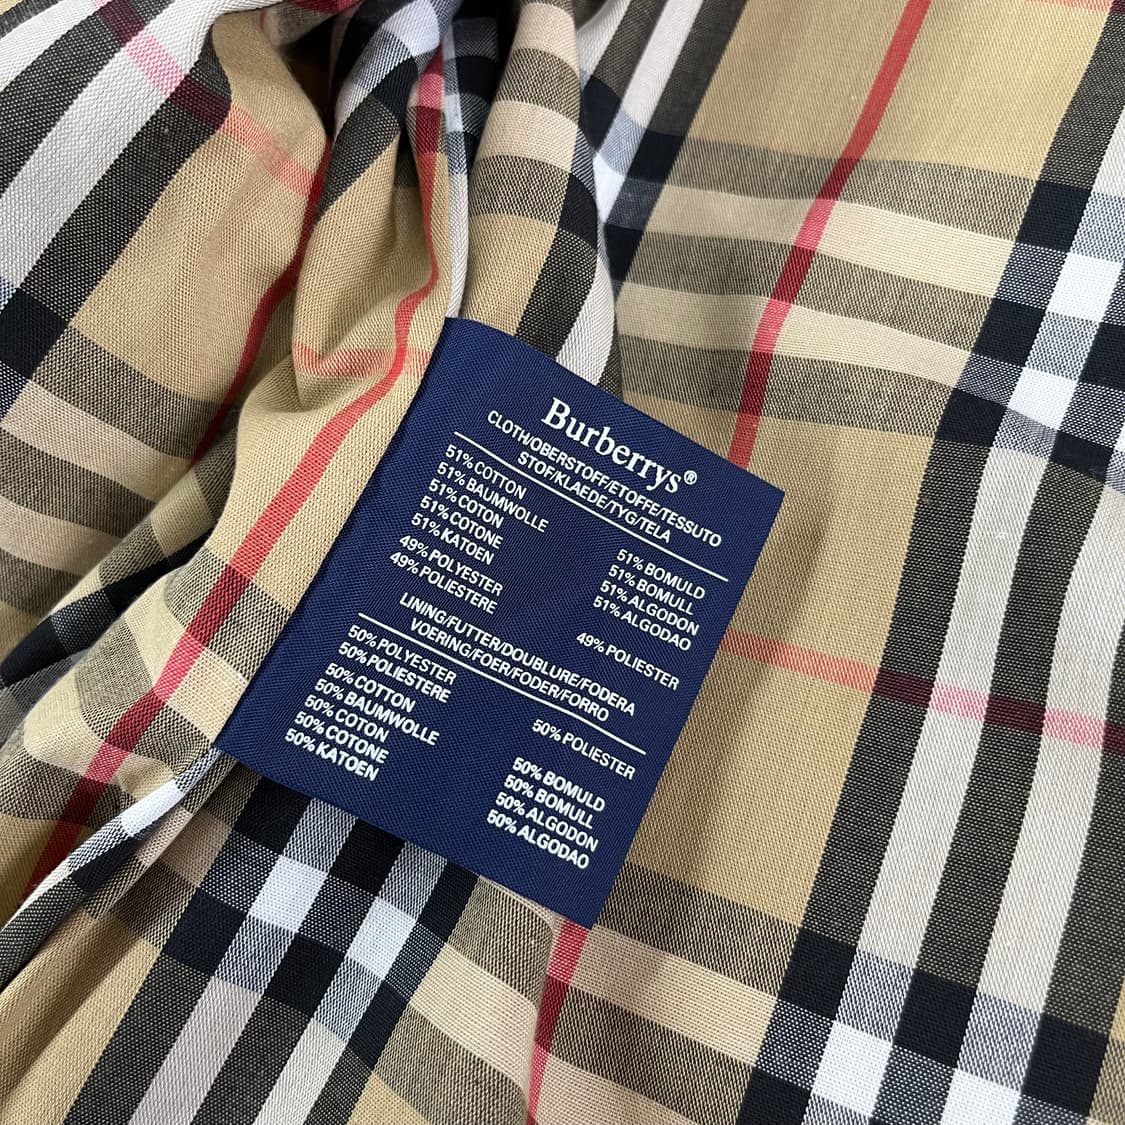 Burberrys®
CLOTH/OBERSTOFF/ETOFFE/TESSUTO
STOF/KLAEDE/TYG/TELA
51% COTTON
51% BAUMWOLLE
51% COTON
51% COTONE
51% KATOEN
49% POLYESTER
49% POLIESTERE
51% BOMULD
51% BOMULL
51% ALGODON
51% ALGODAO
49% POLIESTER
LINING/FUTTER/DOUBLURE/FODERA
VOERING/FOER/FODER/FORRO
50% POLYESTER
50% POLIESTERE
50% COTTON
50% BAUMWOLLE
50% COTON
50% COTONE
50% KATOEN
50% POLIESTER
50% BOMULD
50% BOMULL
50% ALGODON
50% ALGODAO